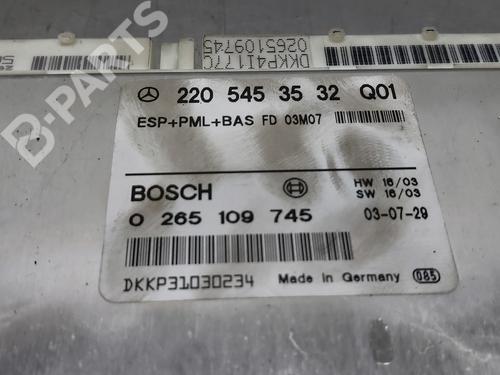 DKKP4I177C
0265109745
B-PARTS
220 545 35 32 Q01
ESP+PML+BAS FD 03M07
BOSCH
HW 16/03
SW 16/03
0 265 109 745
03-07-29
DKKP31030234
Made in Germany
085